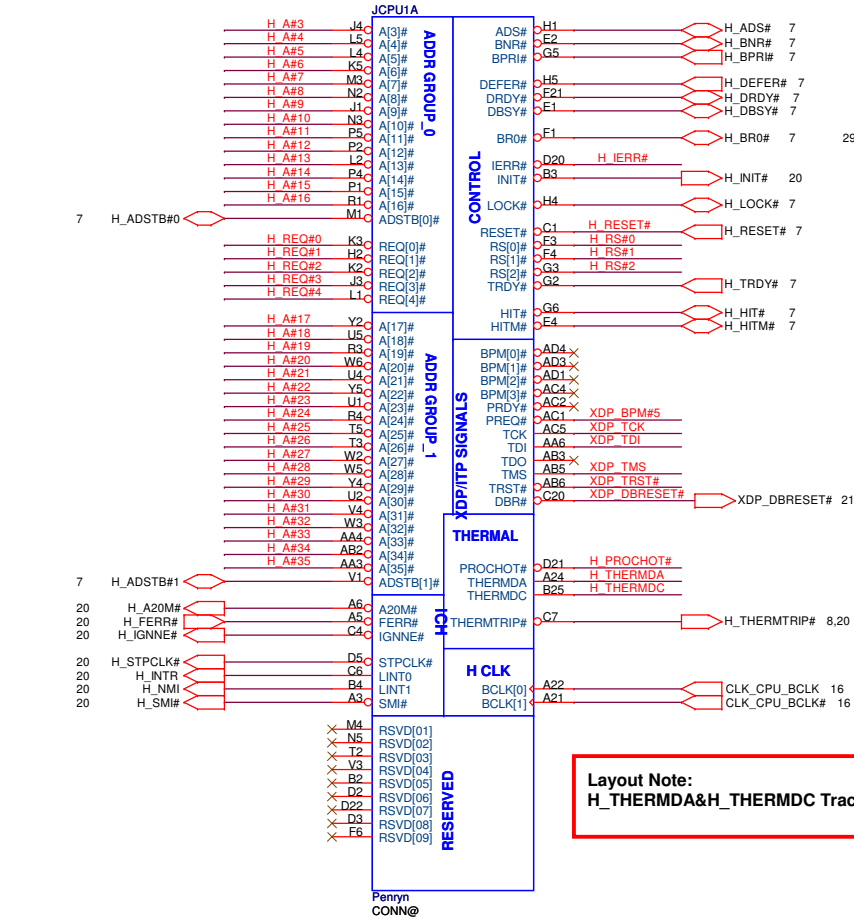 JCPU1A
H_A#3 J4 A[3]# ADS# H1 H_ADS# 7
H_A#4 L5 A[4]# BNR# E2 H_BNR# 7
H_A#5 L4 A[5]# BPRI# G5 H_BPRI# 7
H_A#6 K5 A[6]#
H_A#7 M3 A[7]# DEFER# H5 H_DEFER# 7
H_A#8 N2 A[8]# DRDY# F21 H_DRDY# 7
H_A#9 J1 A[9]# DBSY# E1 H_DBSY# 7
H_A#10 N3 A[10]#
H_A#11 P5 A[11]# BR0# F1 H_BR0# 7 29
H_A#12 P2 A[12]#
H_A#13 L2 A[13]# IERR# D20 H_IERR#
H_A#14 P4 A[14]# INIT# B3 H_INIT# 20
H_A#15 P1 A[15]#
H_A#16 R1 A[16]# LOCK# H4 H_LOCK# 7
7 H_ADSTB#0 M1 ADSTB[0]#
ADDR GROUP_0
CONTROL
RESET# C1 H_RESET# H_RESET# 7
H_REQ#0 K3 REQ[0]# RS[0]# F3 H_RS#0
H_REQ#1 H2 REQ[1]# RS[1]# F4 H_RS#1
H_REQ#2 K2 REQ[2]# RS[2]# G3 H_RS#2
H_REQ#3 J3 REQ[3]# TRDY# G2 H_TRDY# 7
H_REQ#4 L1 REQ[4]#
HIT# G6 H_HIT# 7
HITM# E4 H_HITM# 7
H_A#17 Y2 A[17]#
H_A#18 U5 A[18]#
H_A#19 R3 A[19]# BPM[0]# AD4
H_A#20 W6 A[20]# BPM[1]# AD3
H_A#21 U4 A[21]# BPM[2]# AD1
H_A#22 Y5 A[22]# BPM[3]# AC4
H_A#23 U1 A[23]# PRDY# AC2
H_A#24 R4 A[24]# PREQ# AC1 XDP_BPM#5
H_A#25 T5 A[25]# TCK AC5 XDP_TCK
H_A#26 T3 A[26]# TDI AA6 XDP_TDI
H_A#27 W2 A[27]# TDO AB3
H_A#28 W5 A[28]# TMS AB5 XDP_TMS
H_A#29 Y4 A[29]# TRST# AB6 XDP_TRST#
H_A#30 U2 A[30]# DBR# C20 XDP_DBRESET# XDP_DBRESET# 21
H_A#31 V4 A[31]#
H_A#32 W3 A[32]#
H_A#33 AA4 A[33]#
H_A#34 AB2 A[34]#
H_A#35 AA3 A[35]#
7 H_ADSTB#1 V1 ADSTB[1]#
ADDR GROUP_1
XDP/ITP SIGNALS
THERMAL
PROCHOT# D21 H_PROCHOT#
THERMDA A24 H_THERMDA
THERMDC B25 H_THERMDC
20 H_A20M# A6 A20M#
20 H_FERR# A5 FERR# THERMTRIP# C7 H_THERMTRIP# 8,20
20 H_IGNNE# C4 IGNNE#
ICH
20 H_STPCLK# D5 STPCLK#
20 H_INTR C6 LINT0 H CLK
20 H_NMI B4 LINT1 BCLK[0] A22 CLK_CPU_BCLK 16
20 H_SMI# A3 SMI# BCLK[1] A21 CLK_CPU_BCLK# 16
M4 RSVD[01]
N5 RSVD[02]
T2 RSVD[03]
V3 RSVD[04]
B2 RSVD[05]
D2 RSVD[06]
D22 RSVD[07]
D3 RSVD[08]
F6 RSVD[09]
RESERVED
Layout Note:
H_THERMDA&H_THERMDC Trac
Penryn
CONN@